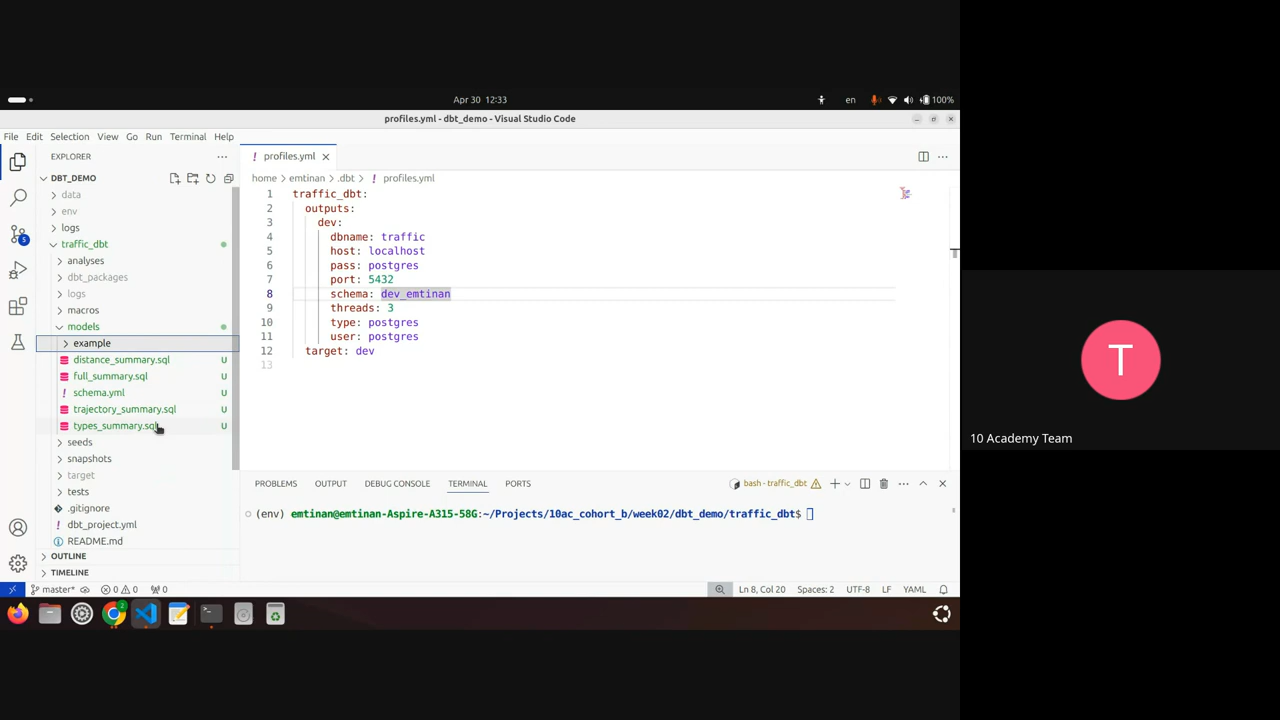 Apr 30 12:33
en
100%
profiles.yml - dbt_demo - Visual Studio Code
File Edit Selection View Go Run Terminal Help
EXPLORER
DBT_DEMO
data
env
logs
traffic_dbt
analyses
dbt_packages
logs
macros
models
example
distance_summary.sql U
full_summary.sql U
schema.yml U
trajectory_summary.sql U
types_summary.sql U
seeds
snapshots
target
tests
.gitignore
dbt_project.yml
README.md
OUTLINE
TIMELINE
5
profiles.yml
home > emtinan > .dbt > ! profiles.yml
1 traffic_dbt:
2 outputs:
3 dev:
4 dbname: traffic
5 host: localhost
6 pass: postgres
7 port: 5432
8 schema: dev_emtinan
9 threads: 3
10 type: postgres
11 user: postgres
12 target: dev
13
PROBLEMS OUTPUT DEBUG CONSOLE TERMINAL PORTS
bash - traffic_dbt
(env) emtinan@emtinan-Aspire-A315-58G:~/Projects/10ac_cohort_b/week02/dbt_demo/traffic_dbt$
master* 0 0 0
Ln 8, Col 20 Spaces: 2 UTF-8 LF YAML
2
T
10 Academy Team